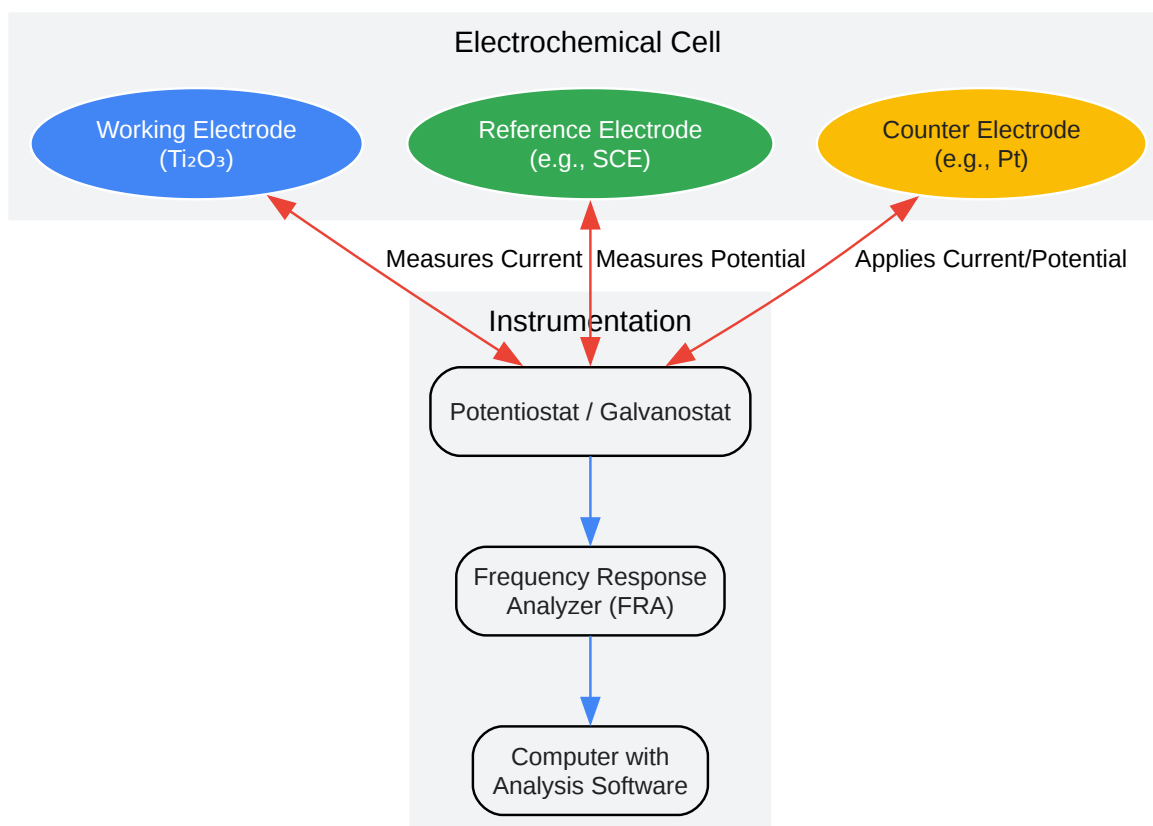 Electrochemical Cell
Working Electrode
(Ti₂O₃)
Reference Electrode
(e.g., SCE)
Counter Electrode
(e.g., Pt)
Measures Current
Measures Potential
Applies Current/Potential
Instrumentation
Potentiostat / Galvanostat
Frequency Response
Analyzer (FRA)
Computer with
Analysis Software